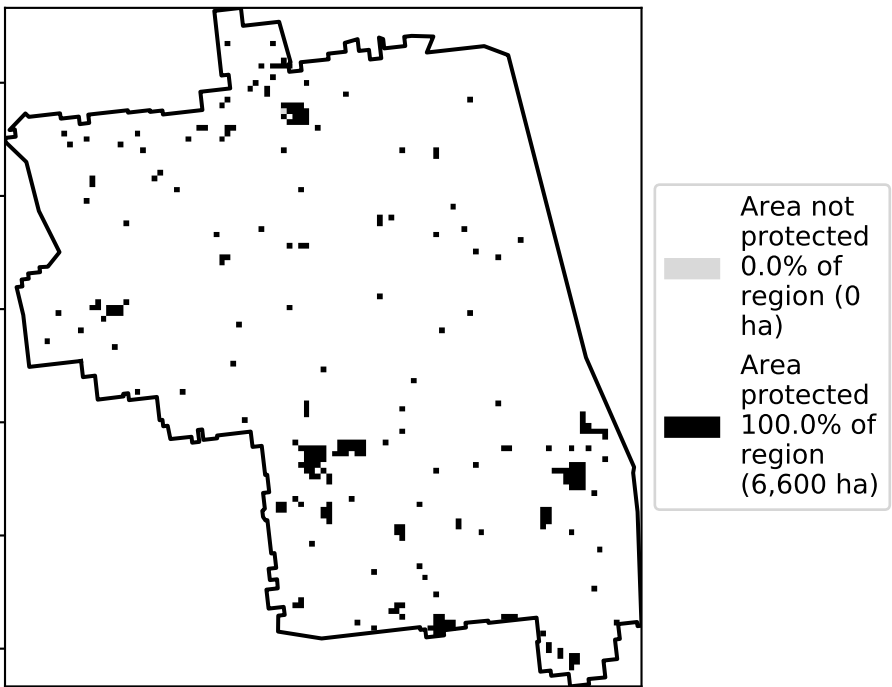 Area not
protected
0.0% of
region (0
ha)
Area
protected
100.0% of
region
(6,600 ha)